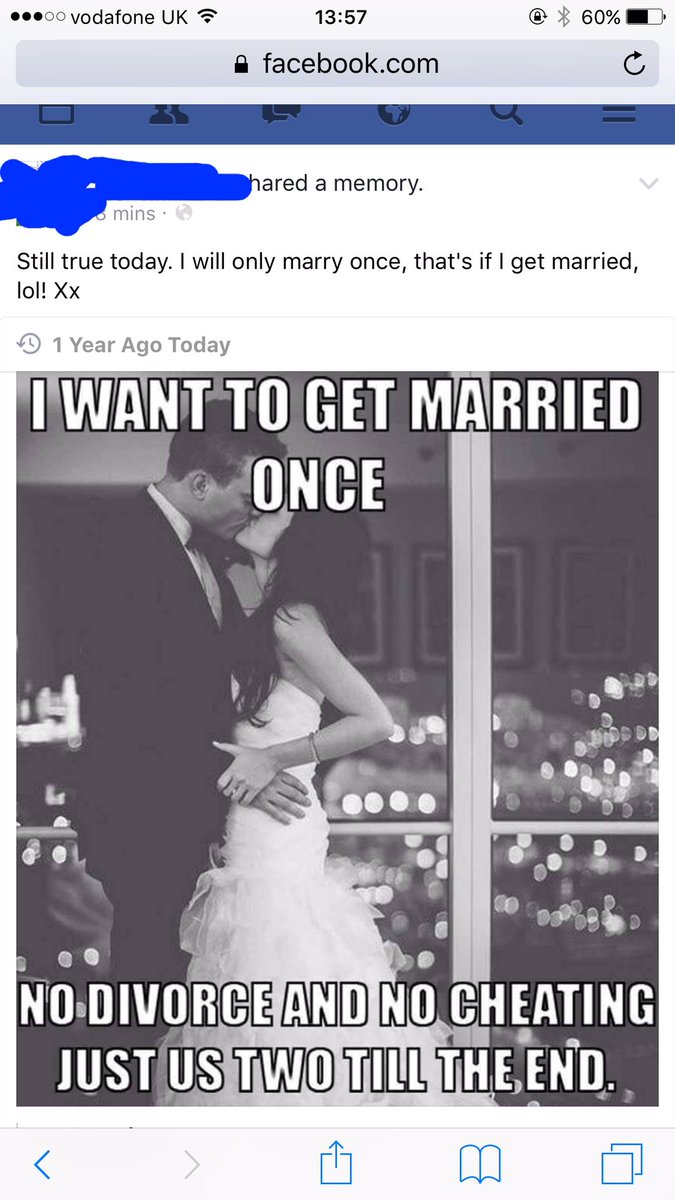 vodafone UK
13:57
60%
facebook.com
hared a memory.
mins ·
Still true today. I will only marry once, that's if I get married,
lol! Xx
1 Year Ago Today
I WANT TO GET MARRIED
ONCE
NO DIVORCE AND NO CHEATING
JUST US TWO TILL THE END.